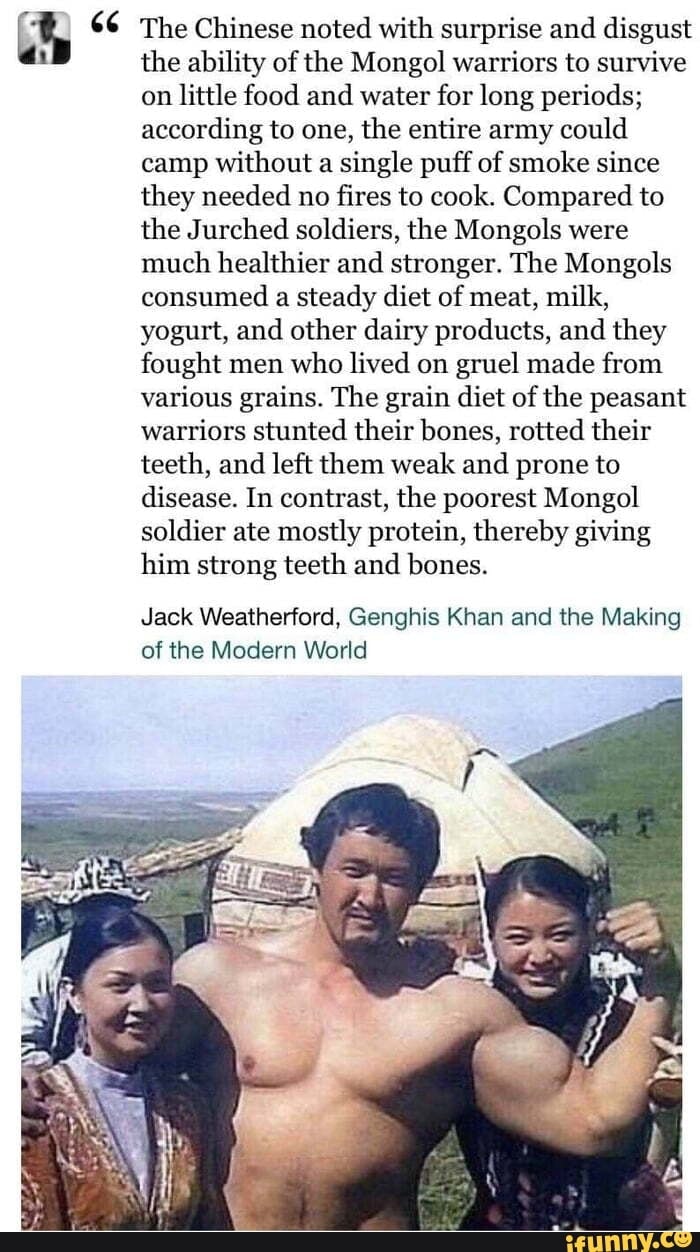 “ The Chinese noted with surprise and disgust
the ability of the Mongol warriors to survive
on little food and water for long periods;
according to one, the entire army could
camp without a single puff of smoke since
they needed no fires to cook. Compared to
the Jurched soldiers, the Mongols were
much healthier and stronger. The Mongols
consumed a steady diet of meat, milk,
yogurt, and other dairy products, and they
fought men who lived on gruel made from
various grains. The grain diet of the peasant
warriors stunted their bones, rotted their
teeth, and left them weak and prone to
disease. In contrast, the poorest Mongol
soldier ate mostly protein, thereby giving
him strong teeth and bones.
Jack Weatherford, Genghis Khan and the Making
of the Modern World
ifunny.co